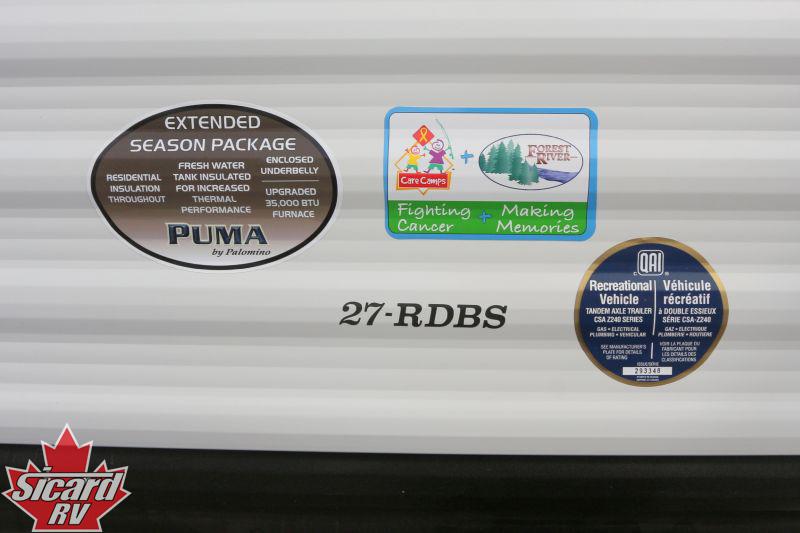 EXTENDED
SEASON PACKAGE
RESIDENTIAL
INSULATION
THROUGHOUT
FRESH WATER
TANK INSULATED
FOR INCREASED
THERMAL
PERFORMANCE
ENCLOSED
UNDERBELLY
UPGRADED
35,000 BTU
FURNACE
PUMA
by Palomino
Care Camps
+
FOREST
RIVER
Fighting + Making
Cancer Memories
27-RDBS
C QAI ®
Recreational
Vehicle
TANDEM AXLE TRAILER
CSA Z240 SERIES
GAS • ELECTRICAL
PLUMBING • VEHICULAR
SEE MANUFACTURER'S
PLATE FOR DETAILS
OF RATING
Véhicule
récréatif
à DOUBLE ESSIEUX
SÉRIE CSA-Z240
GAZ • ELECTRIQUE
PLOMBERIE • ROUTIERE
VOIR LA PLAQUE DU
FABRICANT POUR
LES DETAILS DES
CLASSIFICATIONS
293348
Sicard
RV